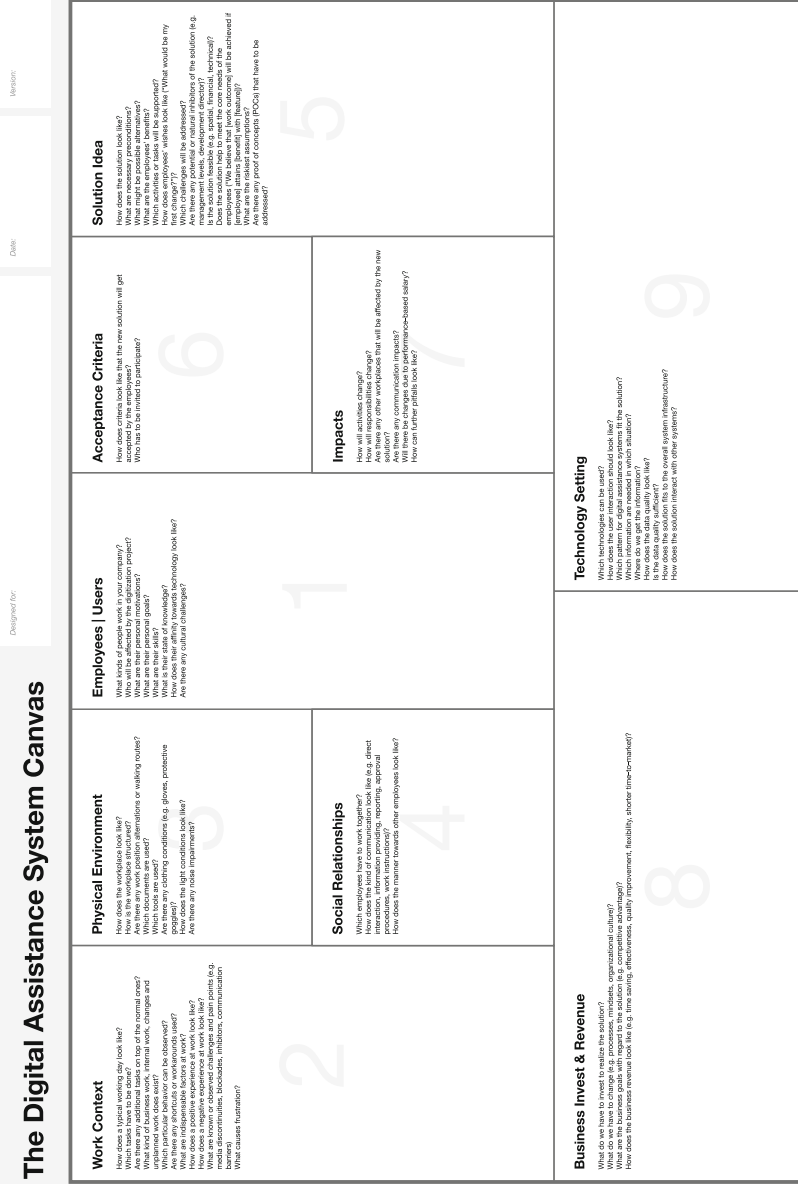 The Digital Assistance System Canvas
Designed for:
Date:
Version:
Work Context
How does a typical working day look like?
Which tasks have to be done?
Are there any additional tasks on top of the normal ones?
What kind of business work, internal work, changes and
unplanned work does exist?
Which particular behavior can be observed?
Are there any shortcuts or workarounds used?
What are indispensable factors at work?
How does a positive experience at work look like?
How does a negative experience at work look like?
What are known or observed challenges and pain points (e.g.
media discontinuities, blockades, inhibitors, communication
barriers)
What causes frustration?
2
Physical Environment
How does the workplace look like?
How is the workplace structured?
Are there any work position alternations or walking routes?
Which documents are used?
Which tools are used?
Are there any clothing conditions (e.g. gloves, protective
goggles)?
How does the light conditions look like?
Are there any noise impairments?
3
Social Relationships
Which employees have to work together?
How does the kind of communication look like (e.g. direct
interaction, information providing, reporting, approval
procedures, work instructions)?
How does the manner towards other employees look like?
4
Employees | Users
What kinds of people work in your company?
Who will be affected by the digitization project?
What are their personal motivations?
What are their personal goals?
What are their skills?
What is their state of knowledge?
How does their affinity towards technology look like?
Are there any cultural challenges?
1
Acceptance Criteria
How does criteria look like that the new solution will get
accepted by the employees?
Who has to be invited to participate?
6
Impacts
How will activities change?
How will responsibilities change?
Are there any other workplaces that will be affected by the new
solution?
Are there any communication impacts?
Will there be changes due to performance-based salary?
How can further pitfalls look like?
7
Solution Idea
How does the solution look like?
What are necessary preconditions?
What might be possible alternatives?
What are the employees' benefits?
Which activities or tasks will be supported?
How does employees' wishes look like ("What would be my
first change?")?
Which challenges will be addressed?
Are there any potential or natural inhibitors of the solution (e.g.
management levels, development director)?
Is the solution feasible (e.g. spatial, financial, technical)?
Does the solution help to meet the core needs of the
employees ("We believe that [work outcome] will be achieved if
[employee] attains [benefit] with [feature])?
What are the riskiest assumptions?
Are there any proof of concepts (POCs) that have to be
addressed?
5
Business Invest & Revenue
What do we have to invest to realize the solution?
What do we have to change (e.g. processes, mindsets, organizational culture)?
What are the business goals with regard to the solution (e.g. competitive advantage)?
How does the business revenue look like (e.g. time saving, effectiveness, quality improvement, flexibility, shorter time-to-market)?
8
Technology Setting
Which technologies can be used?
How does the user interaction should look like?
Which pattern for digital assistance systems fit the solution?
Which information are needed in which situation?
Where do we get the information?
How does the data quality look like?
Is the data quality sufficient?
How does the solution fits to the overall system infrastructure?
How does the solution interact with other systems?
9